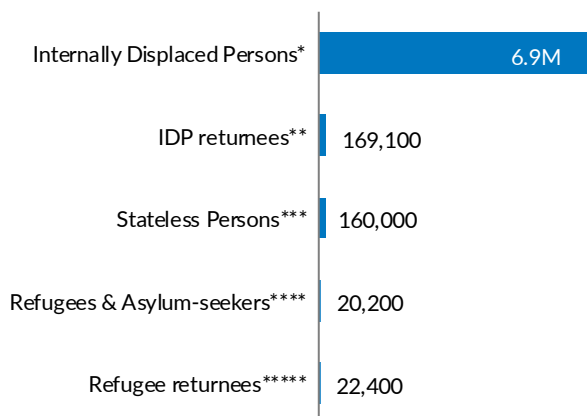 Internally Displaced Persons* 6.9M
IDP returnees** 169,100
Stateless Persons*** 160,000
Refugees & Asylum-seekers**** 20,200
Refugee returnees***** 22,400